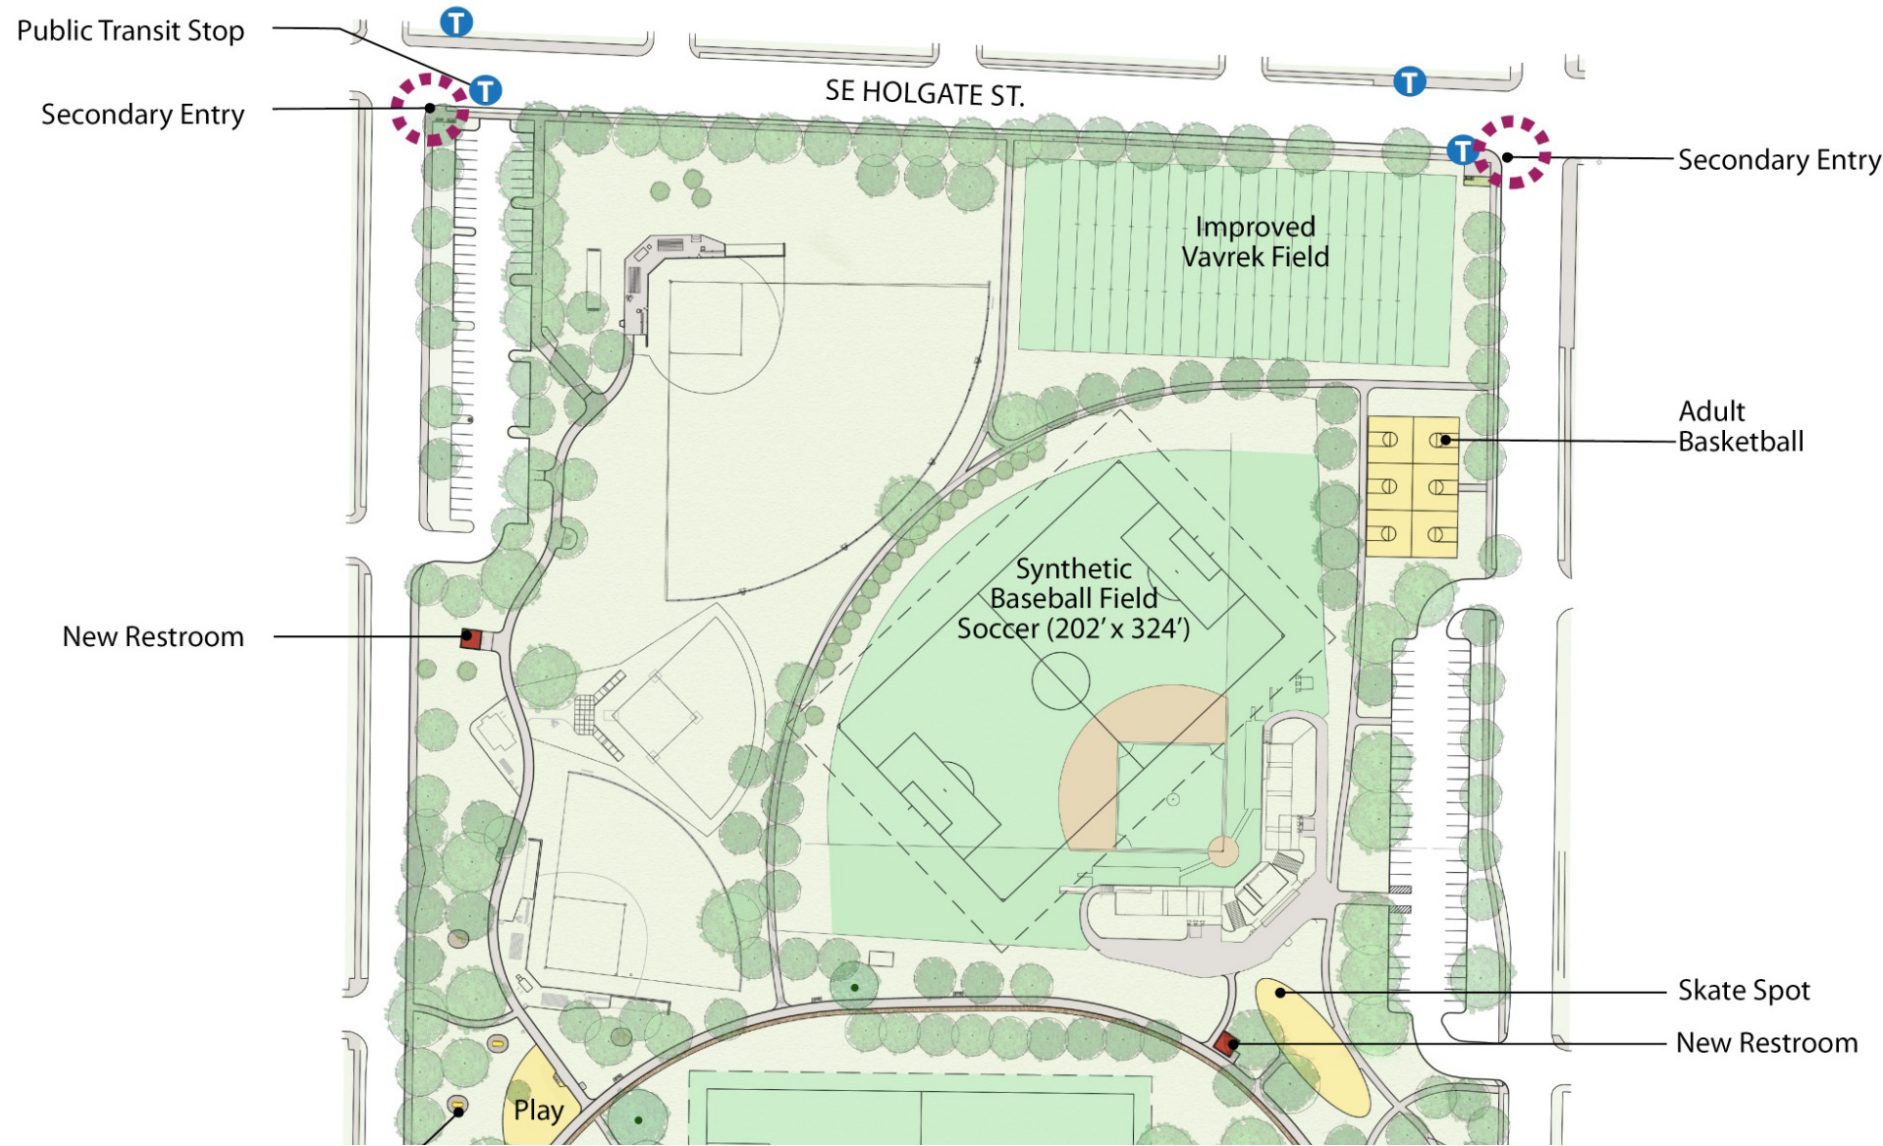 Public Transit Stop
T
T
T
T
SE HOLGATE ST.
Secondary Entry
Secondary Entry
Improved
Vavrek Field
Adult
Basketball
Synthetic
Baseball Field
Soccer (202’ x 324’)
New Restroom
Skate Spot
New Restroom
Play